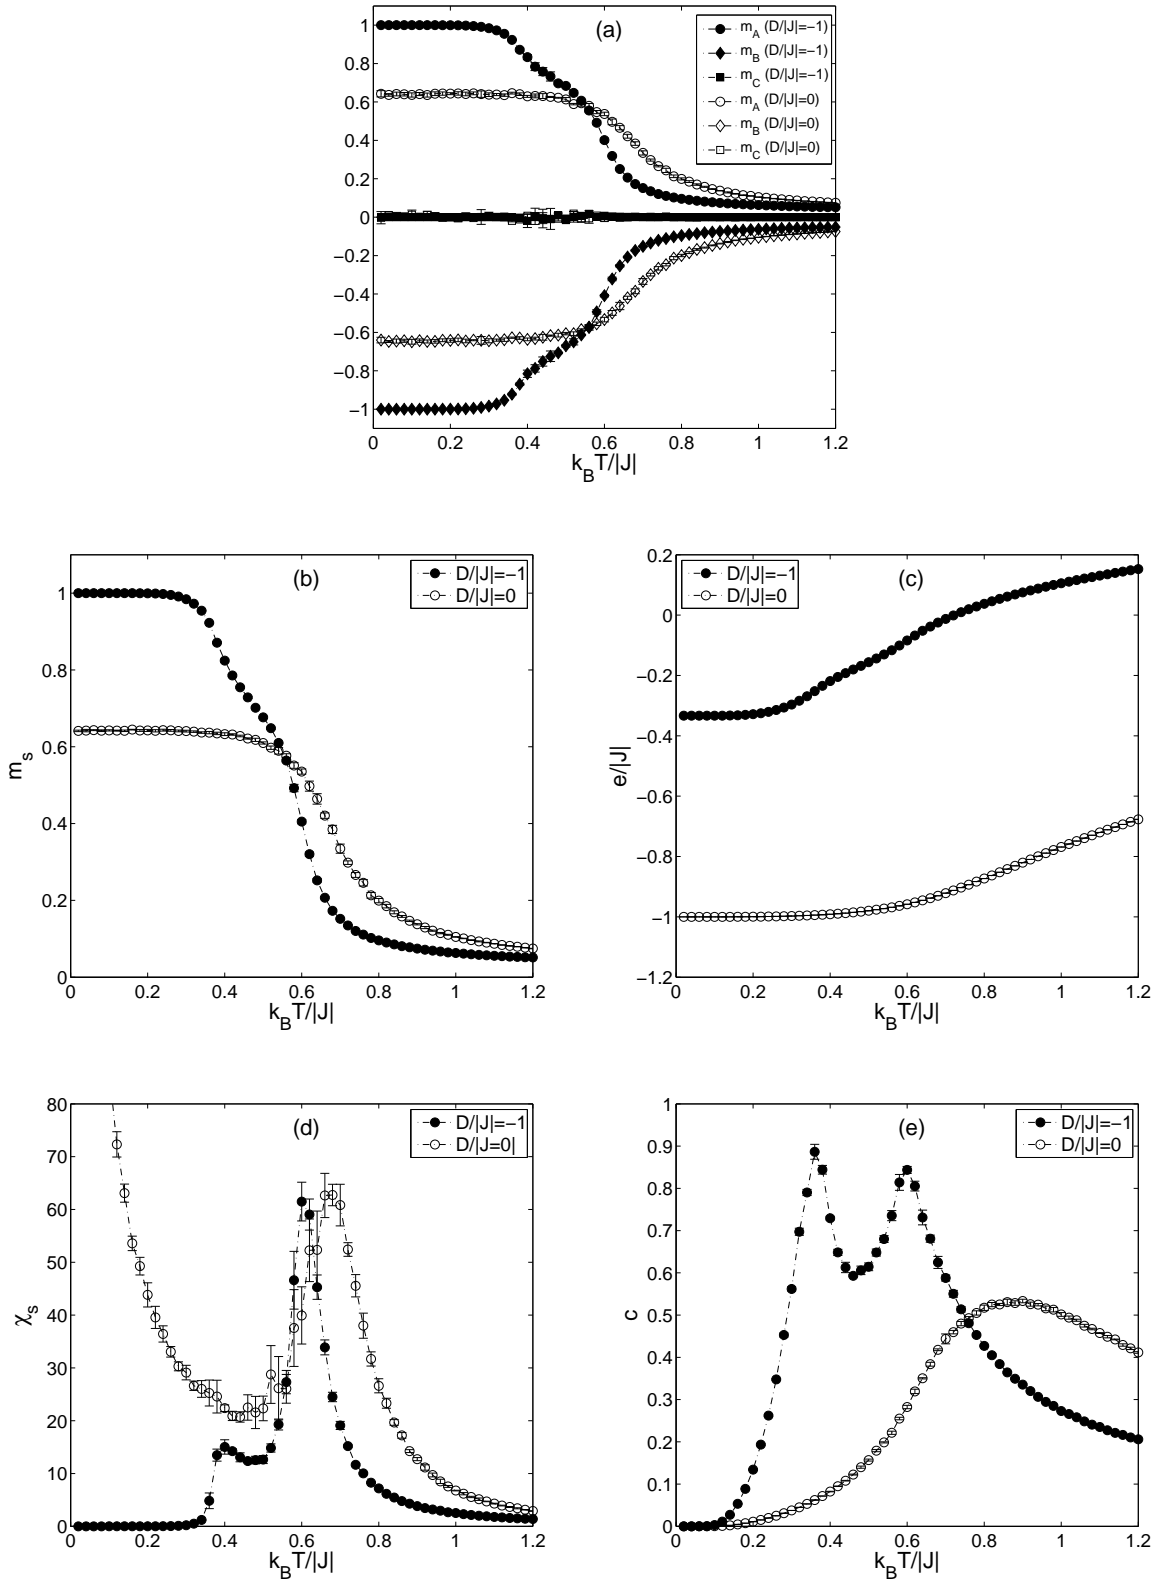 (a)
m_A (D/|J|=−1)
m_B (D/|J|=−1)
m_C (D/|J|=−1)
m_A (D/|J|=0)
m_B (D/|J|=0)
m_C (D/|J|=0)
1
0.8
0.6
0.4
0.2
0
−0.2
−0.4
−0.6
−0.8
−1
0 0.2 0.4 0.6 0.8 1 1.2
k_B T/|J|
(b)
D/|J|=−1
D/|J|=0
m_s
1
0.8
0.6
0.4
0.2
0
0 0.2 0.4 0.6 0.8 1 1.2
k_B T/|J|
(c)
D/|J|=−1
D/|J|=0
e/|J|
0.2
0
−0.2
−0.4
−0.6
−0.8
−1
−1.2
0 0.2 0.4 0.6 0.8 1 1.2
k_B T/|J|
(d)
D/|J|=−1
D/|J=0|
χ_s
80
70
60
50
40
30
20
10
0
0 0.2 0.4 0.6 0.8 1 1.2
k_B T/|J|
(e)
D/|J|=−1
D/|J|=0
c
1
0.9
0.8
0.7
0.6
0.5
0.4
0.3
0.2
0.1
0
0 0.2 0.4 0.6 0.8 1 1.2
k_B T/|J|